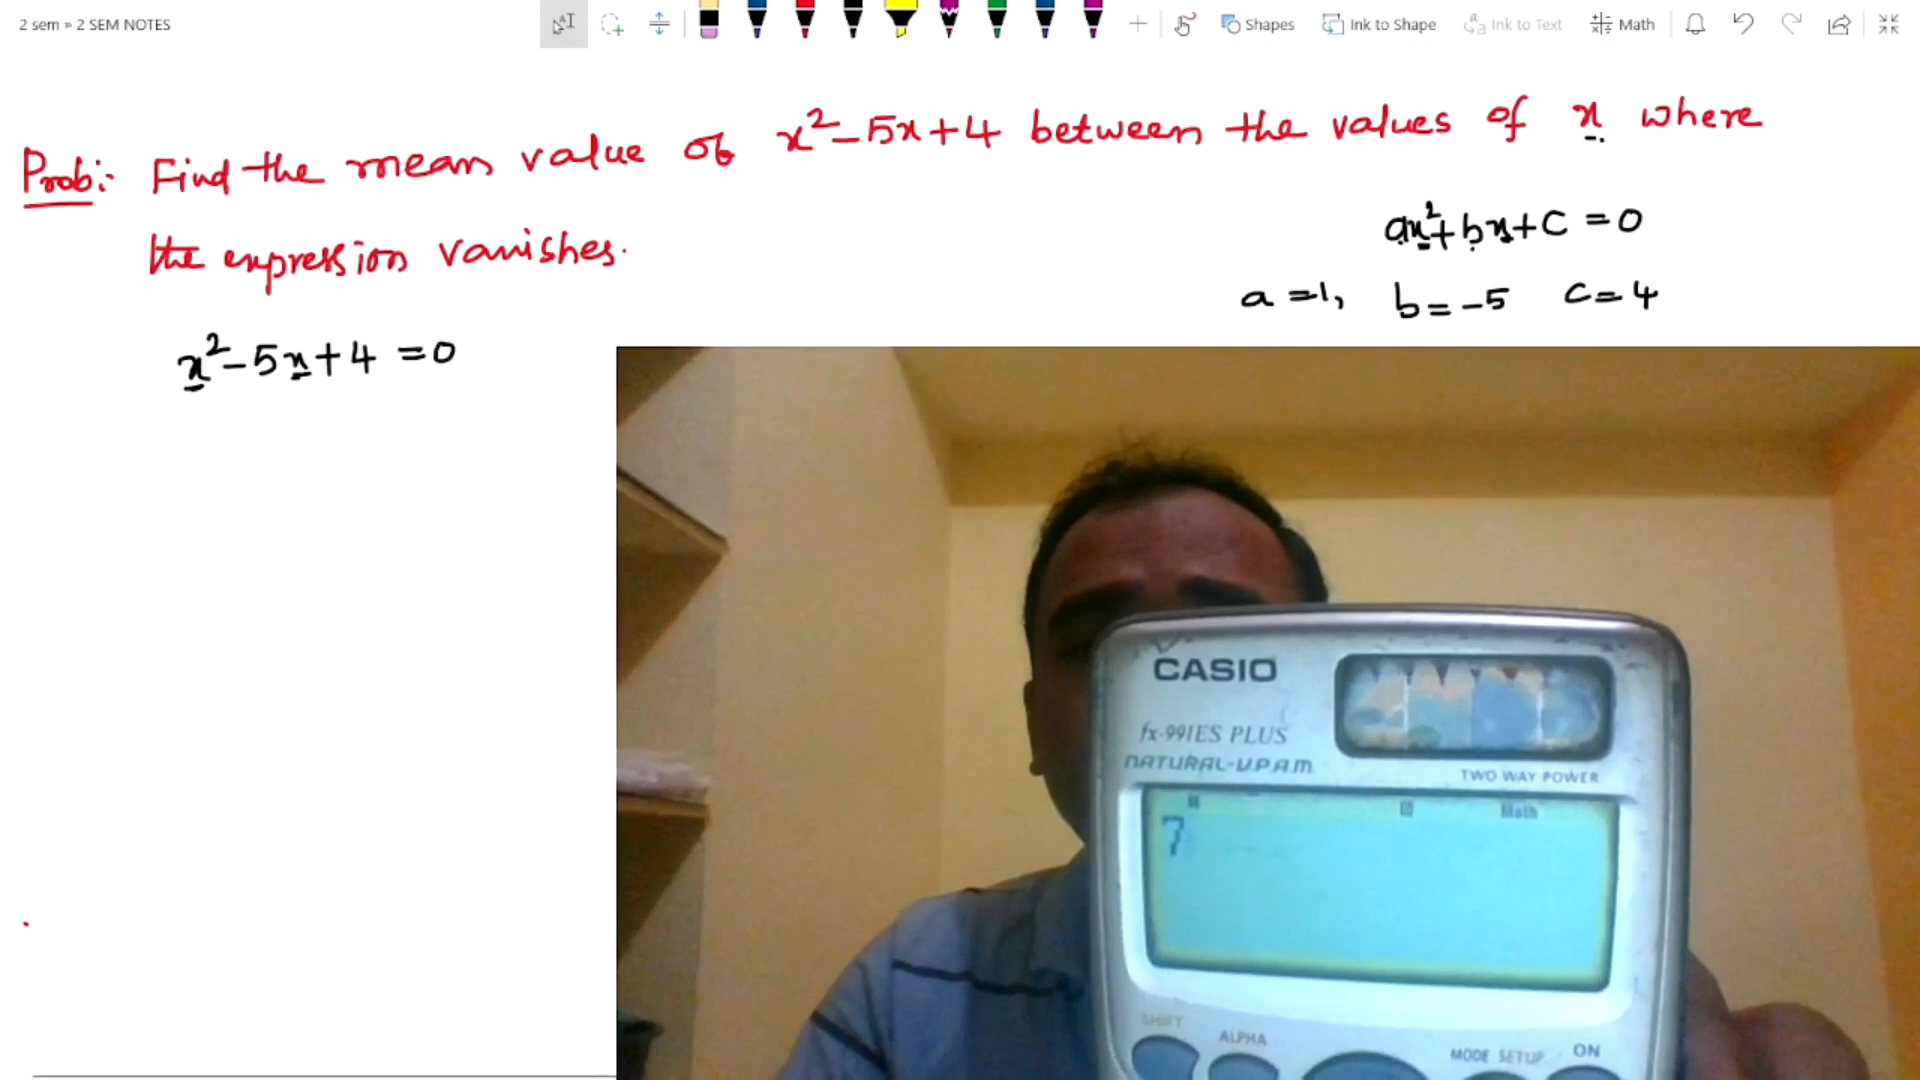 2 sem » 2 SEM NOTES
Shapes Ink to Shape Ink to Text Math
Prob:- Find the mean value of x²-5x+4 between the values of x where
the expression vanishes.
ax²+bx+c=0
a=1, b=-5 c=4
x²-5x+4=0
CASIO
fx-991ES PLUS
NATURAL-V.P.A.M.
TWO WAY POWER
M D Math
7
SHIFT ALPHA MODE SETUP ON